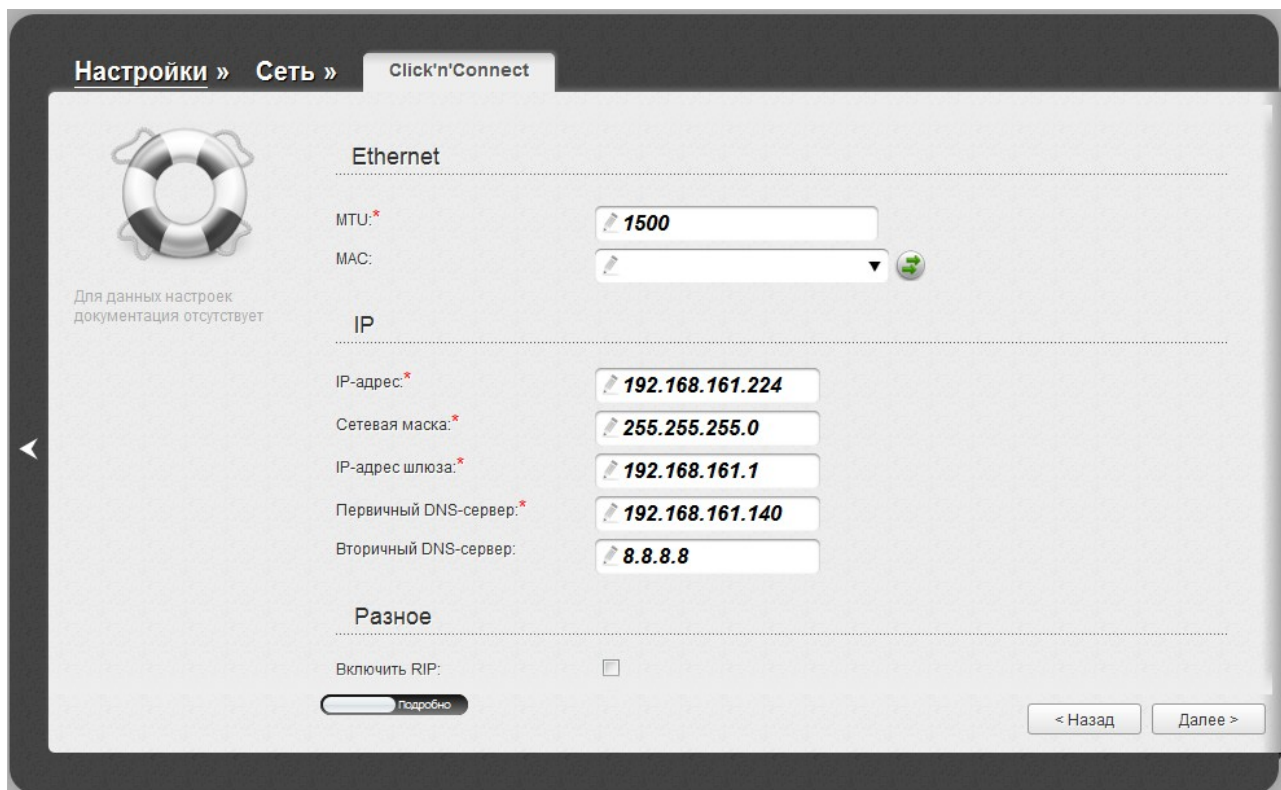 Настройки » Сеть » Click'n'Connect
Ethernet
MTU:* 1500
MAC:
Для данных настроек
документация отсутствует
IP
IP-адрес:* 192.168.161.224
Сетевая маска:* 255.255.255.0
IP-адрес шлюза:* 192.168.161.1
Первичный DNS-сервер:* 192.168.161.140
Вторичный DNS-сервер: 8.8.8.8
Разное
Включить RIP:
Подробно
< Назад Далее >